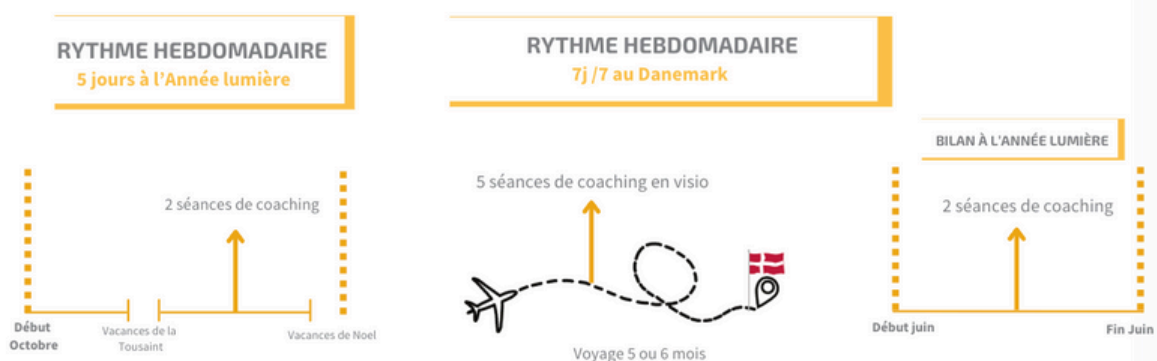 RYTHME HEBDOMADAIRE
5 jours à l'Année lumière
2 séances de coaching
Début
Octobre
Vacances de la
Tousaint
Vacances de Noel
RYTHME HEBDOMADAIRE
7j /7 au Danemark
5 séances de coaching en visio
Voyage 5 ou 6 mois
BILAN À L'ANNÉE LUMIÈRE
2 séances de coaching
Début juin
Fin Juin